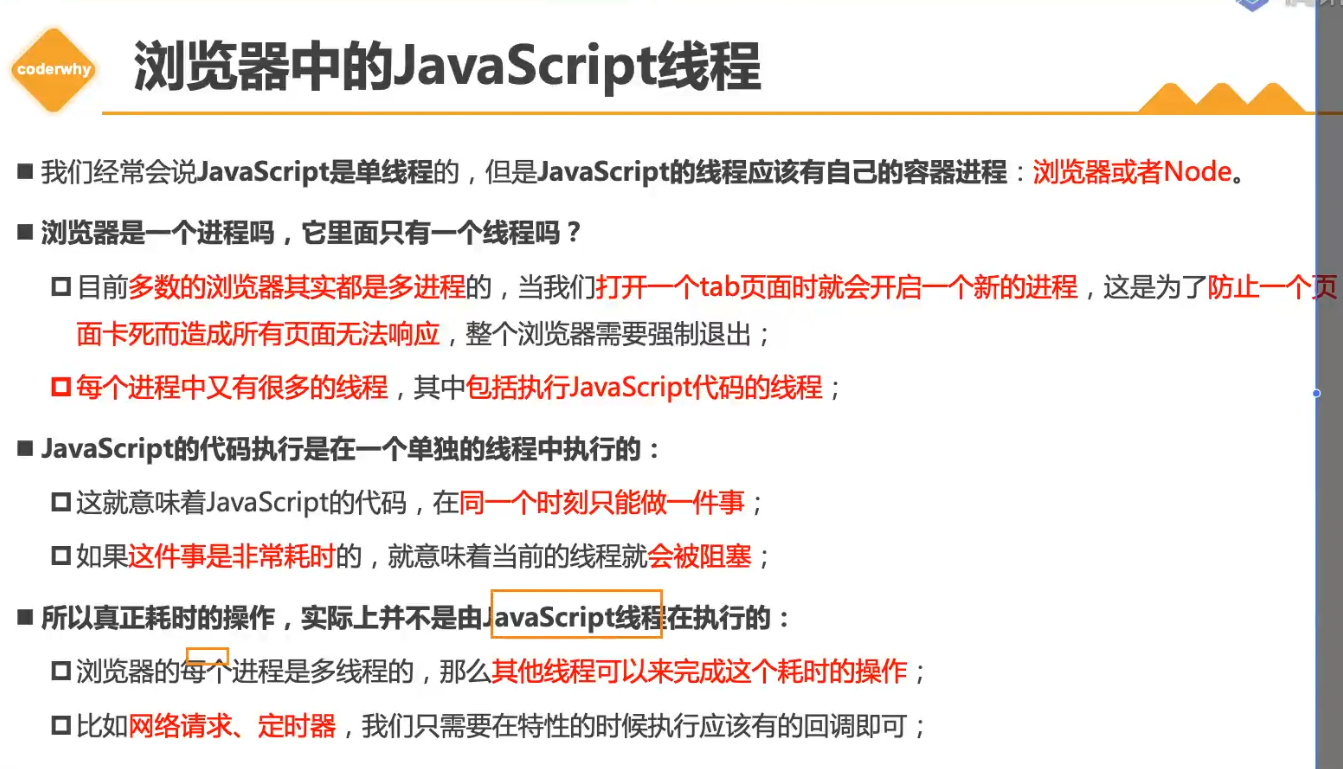 coderwhy
浏览器中的JavaScript线程
■ 我们经常会说JavaScript是单线程的，但是JavaScript的线程应该有自己的容器进程：浏览器或者Node。
■ 浏览器是一个进程吗，它里面只有一个线程吗？
目前多数的浏览器其实都是多进程的，当我们打开一个tab页面时就会开启一个新的进程，这是为了防止一个页
面卡死而造成所有页面无法响应，整个浏览器需要强制退出；
每个进程中又有很多的线程，其中包括执行JavaScript代码的线程；
■ JavaScript的代码执行是在一个单独的线程中执行的：
这就意味着JavaScript的代码，在同一个时刻只能做一件事；
如果这件事是非常耗时的，就意味着当前的线程就会被阻塞；
■ 所以真正耗时的操作，实际上并不是由JavaScript线程在执行的：
浏览器的每个进程是多线程的，那么其他线程可以来完成这个耗时的操作；
比如网络请求、定时器，我们只需要在特性的时候执行应该有的回调即可；